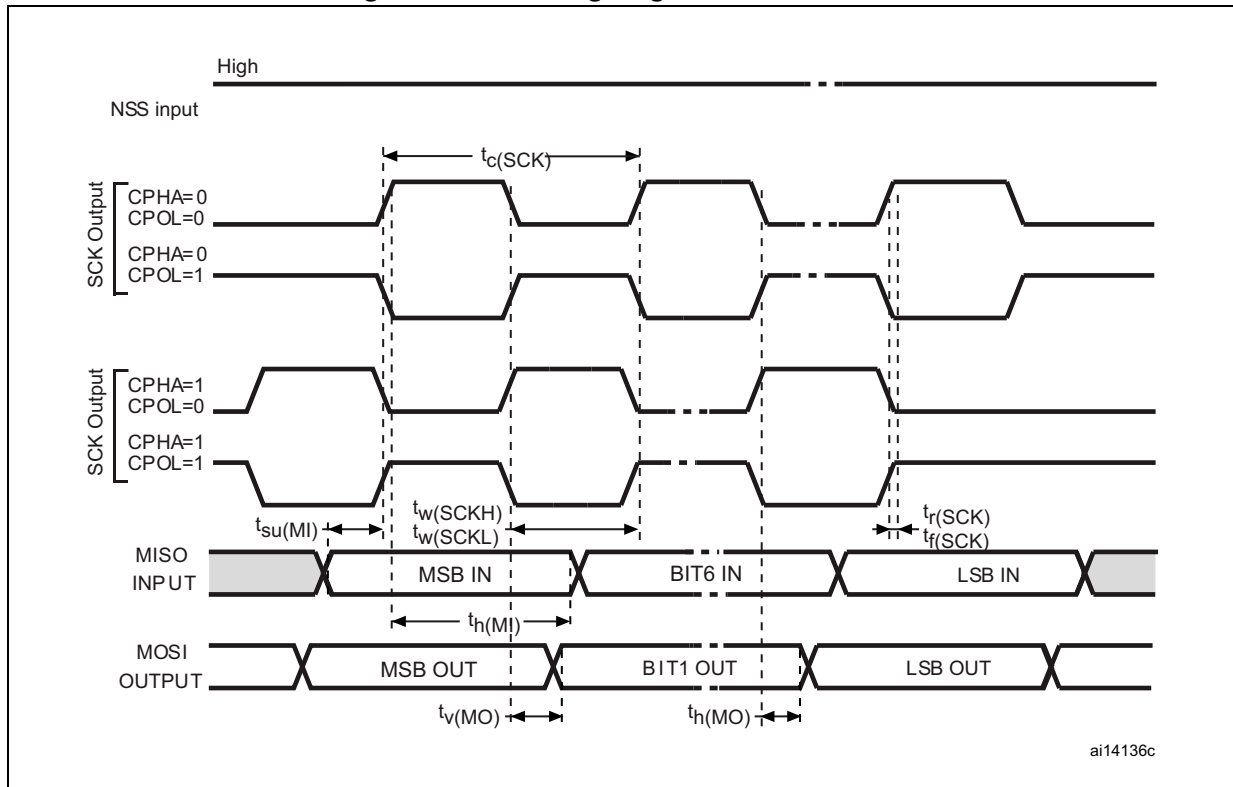 High
NSS input
tc(SCK)
SCK Output
CPHA=0
CPOL=0
CPHA=0
CPOL=1
SCK Output
CPHA=1
CPOL=0
CPHA=1
CPOL=1
tsu(MI)
tw(SCKH)
tw(SCKL)
tr(SCK)
tf(SCK)
MISO
INPUT
MSB IN
BIT6 IN
LSB IN
th(MI)
MOSI
OUTPUT
MSB OUT
BIT1 OUT
LSB OUT
tv(MO)
th(MO)
ai14136c